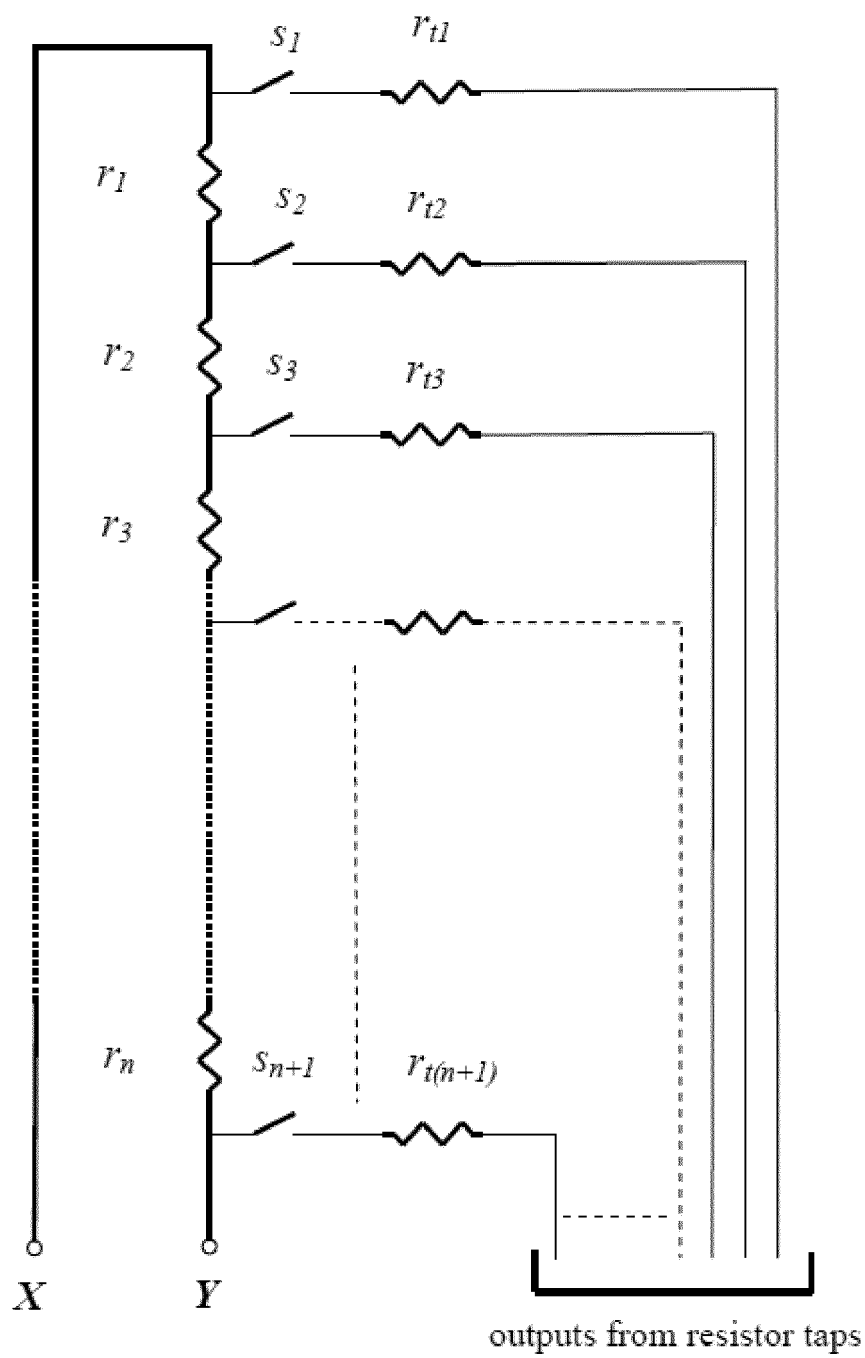 s1 rt1
r1
s2 rt2
r2
s3 rt3
r3
rn
sn+1 rt(n+1)
X Y
outputs from resistor taps